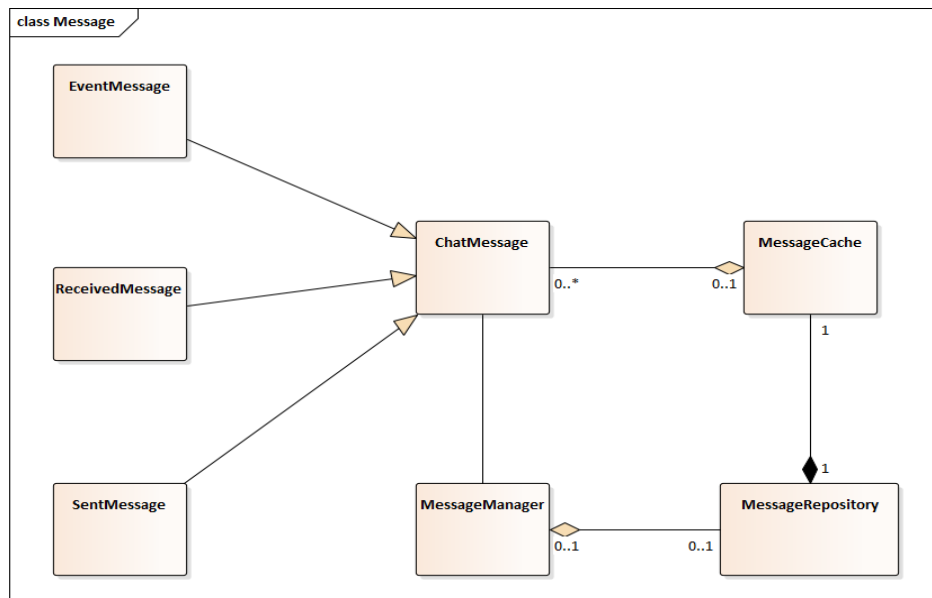 class Message
EventMessage
ChatMessage
MessageCache
0..*
0..1
ReceivedMessage
1
1
SentMessage
MessageManager
MessageRepository
0..1
0..1